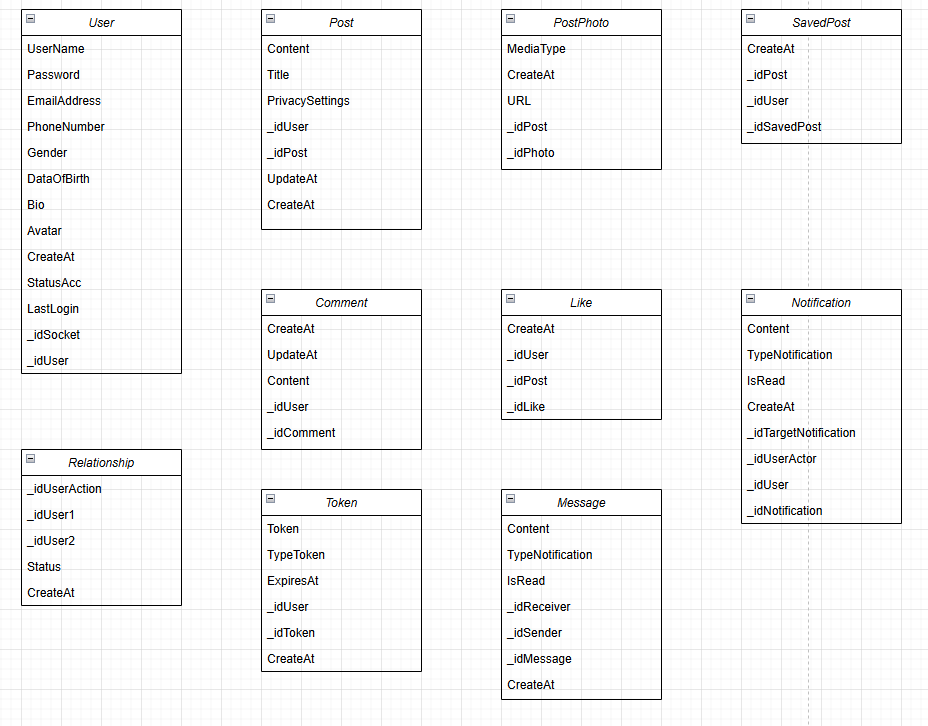 User
UserName
Password
EmailAddress
PhoneNumber
Gender
DataOfBirth
Bio
Avatar
CreateAt
StatusAcc
LastLogin
_idSocket
_idUser
Post
Content
Title
PrivacySettings
_idUser
_idPost
UpdateAt
CreateAt
PostPhoto
MediaType
CreateAt
URL
_idPost
_idPhoto
SavedPost
CreateAt
_idPost
_idUser
_idSavedPost
Comment
CreateAt
UpdateAt
Content
_idUser
_idComment
Like
CreateAt
_idUser
_idPost
_idLike
Notification
Content
TypeNotification
IsRead
CreateAt
_idTargetNotification
_idUserActor
_idUser
_idNotification
Relationship
_idUserAction
_idUser1
_idUser2
Status
CreateAt
Token
Token
TypeToken
ExpiresAt
_idUser
_idToken
CreateAt
Message
Content
TypeNotification
IsRead
_idReceiver
_idSender
_idMessage
CreateAt